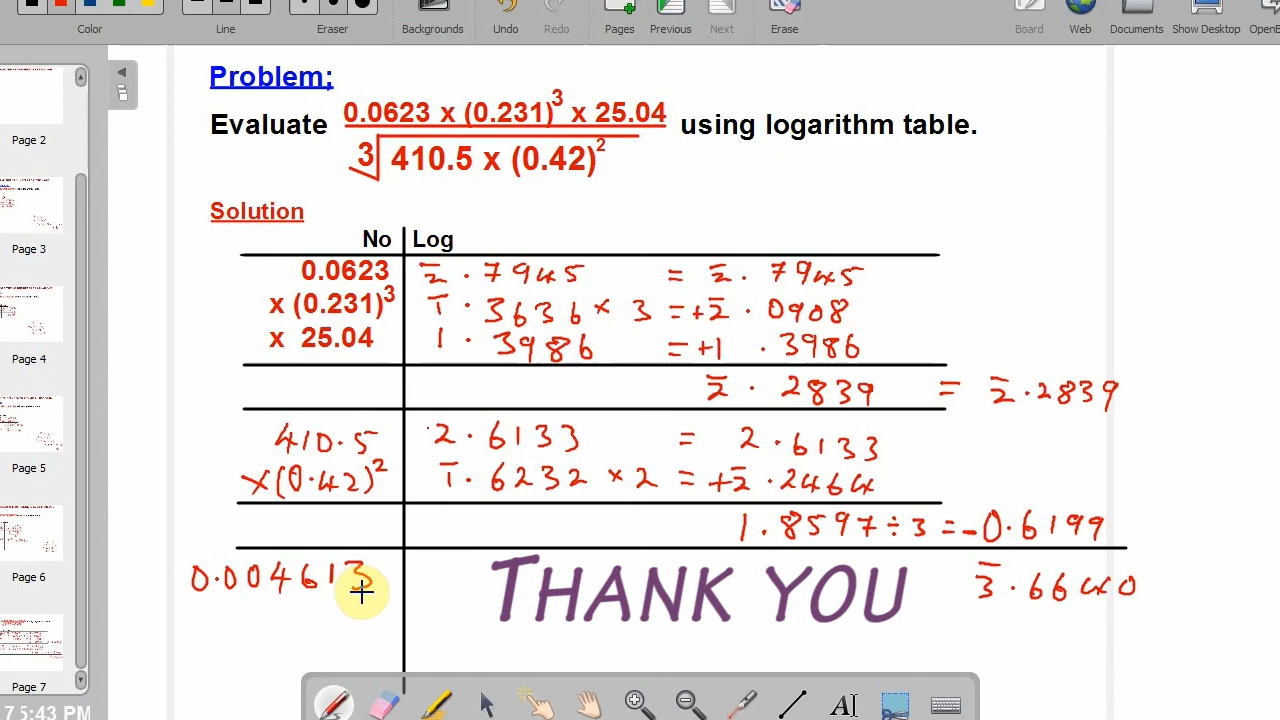 Color Line Eraser Backgrounds Undo Redo Pages Previous Next Erase Board Web Documents Show Desktop OpenB
Page 2
Page 3
Page 4
Page 5
Page 6
Page 7
Problem;
Evaluate 0.0623 x (0.231)³ x 25.04 using logarithm table.
3√410.5 x (0.42)²
Solution
No Log
0.0623 2̅.7945 = 2̅.7945
x (0.231)³ 1̅.3636 × 3 = +2̅.0908
x 25.04 1.3986 = +1.3986
2̅.2839 = 2̅.2839
410.5 2.6133 = 2.6133
×(0.42)² 1̅.6232 × 2 = +2̅.2464
1.8597 ÷ 3 = -0.6199
0.004613 THANK YOU 3̅.6640
5:43 PM